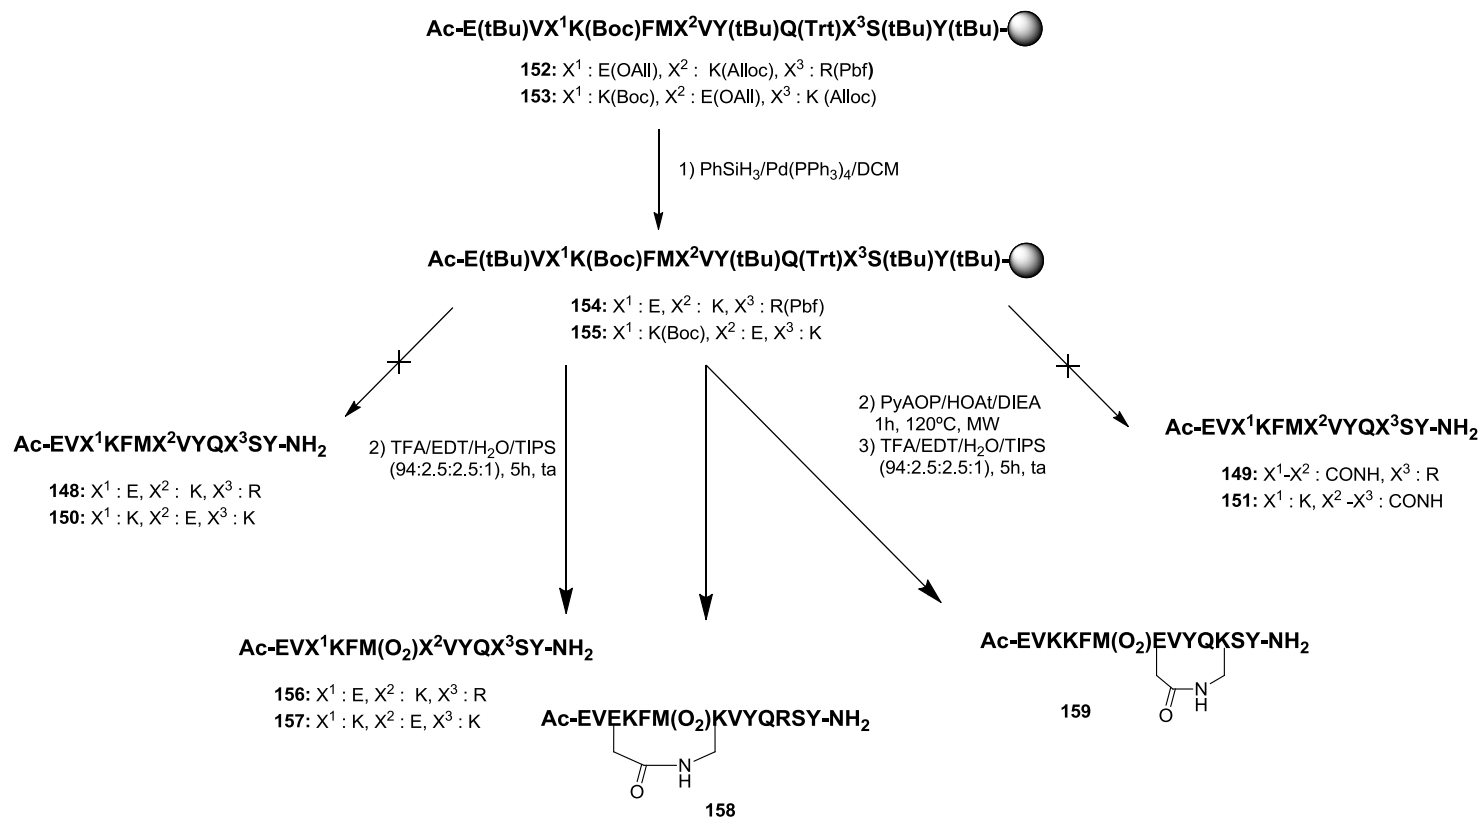 Ac-E(tBu)VX¹K(Boc)FMX²VY(tBu)Q(Trt)X³S(tBu)Y(tBu)-
152: X¹ : E(OAll), X² : K(Alloc), X³ : R(Pbf)
153: X¹ : K(Boc), X² : E(OAll), X³ : K (Alloc)
1) PhSiH₃/Pd(PPh₃)₄/DCM
Ac-E(tBu)VX¹K(Boc)FMX²VY(tBu)Q(Trt)X³S(tBu)Y(tBu)-
154: X¹ : E, X² : K, X³ : R(Pbf)
155: X¹ : K(Boc), X² : E, X³ : K
Ac-EVX¹KFMX²VYQX³SY-NH₂
148: X¹ : E, X² : K, X³ : R
150: X¹ : K, X² : E, X³ : K
2) TFA/EDT/H₂O/TIPS
(94:2.5:2.5:1), 5h, ta
2) PyAOP/HOAt/DIEA
1h, 120ºC, MW
3) TFA/EDT/H₂O/TIPS
(94:2.5:2.5:1), 5h, ta
Ac-EVX¹KFMX²VYQX³SY-NH₂
149: X¹-X² : CONH, X³ : R
151: X¹ : K, X² -X³ : CONH
Ac-EVX¹KFM(O₂)X²VYQX³SY-NH₂
156: X¹ : E, X² : K, X³ : R
157: X¹ : K, X² : E, X³ : K
Ac-EVEKFM(O₂)KVYQRSY-NH₂
O
N
H
158
Ac-EVKKFM(O₂)EVYQKSY-NH₂
O
N
H
159